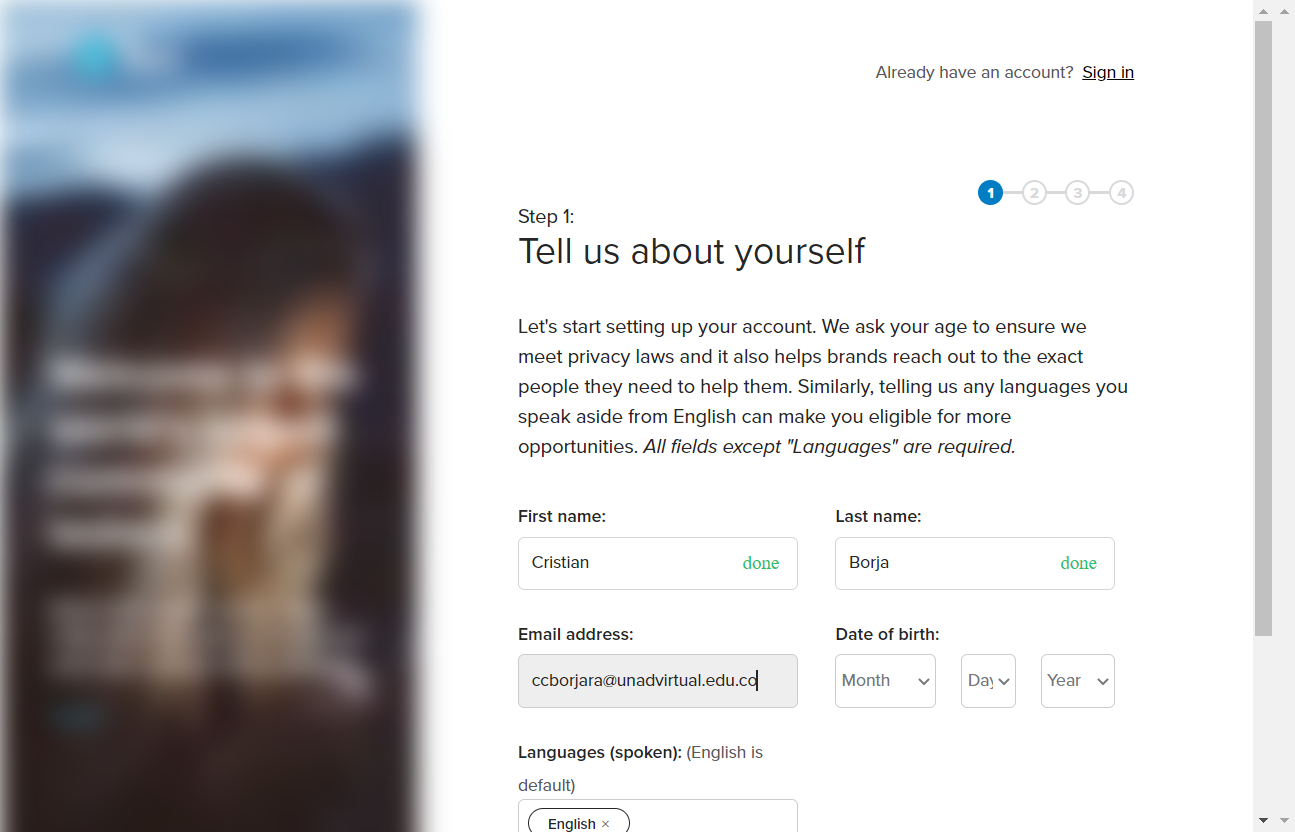 Already have an account? Sign in
1 2 3 4
Step 1:
Tell us about yourself
Let's start setting up your account. We ask your age to ensure we
meet privacy laws and it also helps brands reach out to the exact
people they need to help them. Similarly, telling us any languages you
speak aside from English can make you eligible for more
opportunities. All fields except "Languages" are required.
First name: Last name:
Cristian done Borja done
Email address: Date of birth:
ccborjara@unadvirtual.edu.co Month Day Year
Languages (spoken): (English is
default)
English ×